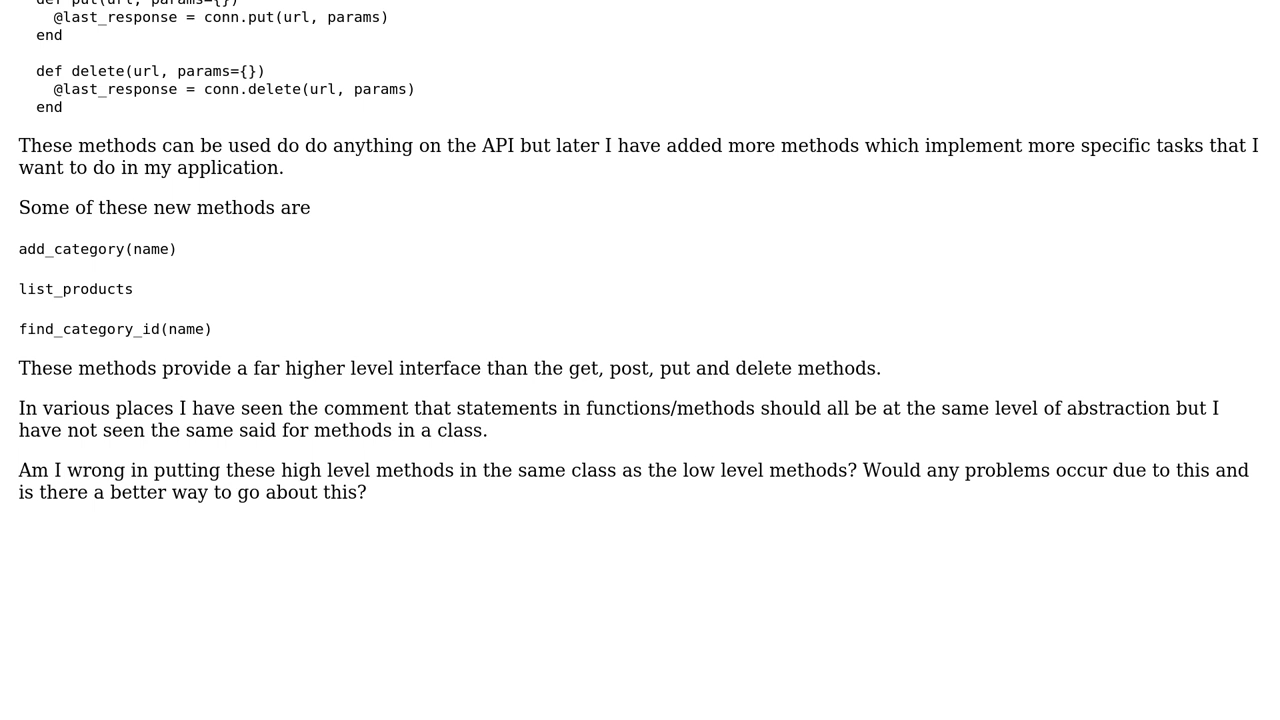 def put(url, params={})
@last_response = conn.put(url, params)
end
def delete(url, params={})
@last_response = conn.delete(url, params)
end
These methods can be used do do anything on the API but later I have added more methods which implement more specific tasks that I
want to do in my application.
Some of these new methods are
add_category(name)
list_products
find_category_id(name)
These methods provide a far higher level interface than the get, post, put and delete methods.
In various places I have seen the comment that statements in functions/methods should all be at the same level of abstraction but I
have not seen the same said for methods in a class.
Am I wrong in putting these high level methods in the same class as the low level methods? Would any problems occur due to this and
is there a better way to go about this?